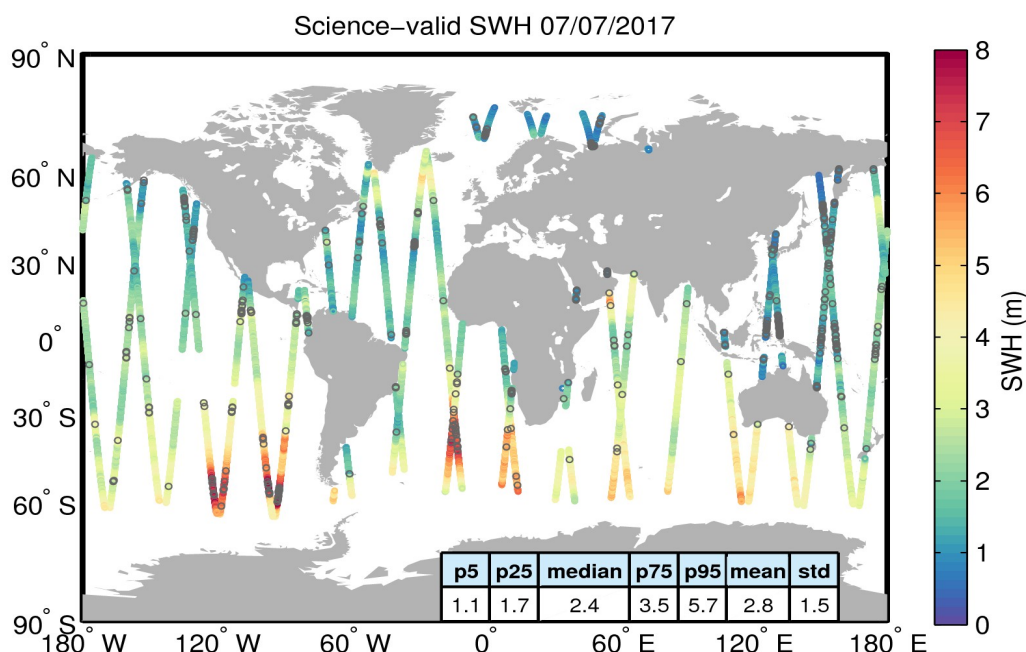 Science−valid SWH 07/07/2017
90° N
60° N
30° N
0°
30° S
60° S
90° S
180° W
120° W
60° W
0°
60° E
120° E
180° E
p5 p25 median p75 p95 mean std
1.1 1.7 2.4 3.5 5.7 2.8 1.5
8
7
6
5
4
3
2
1
0
SWH (m)